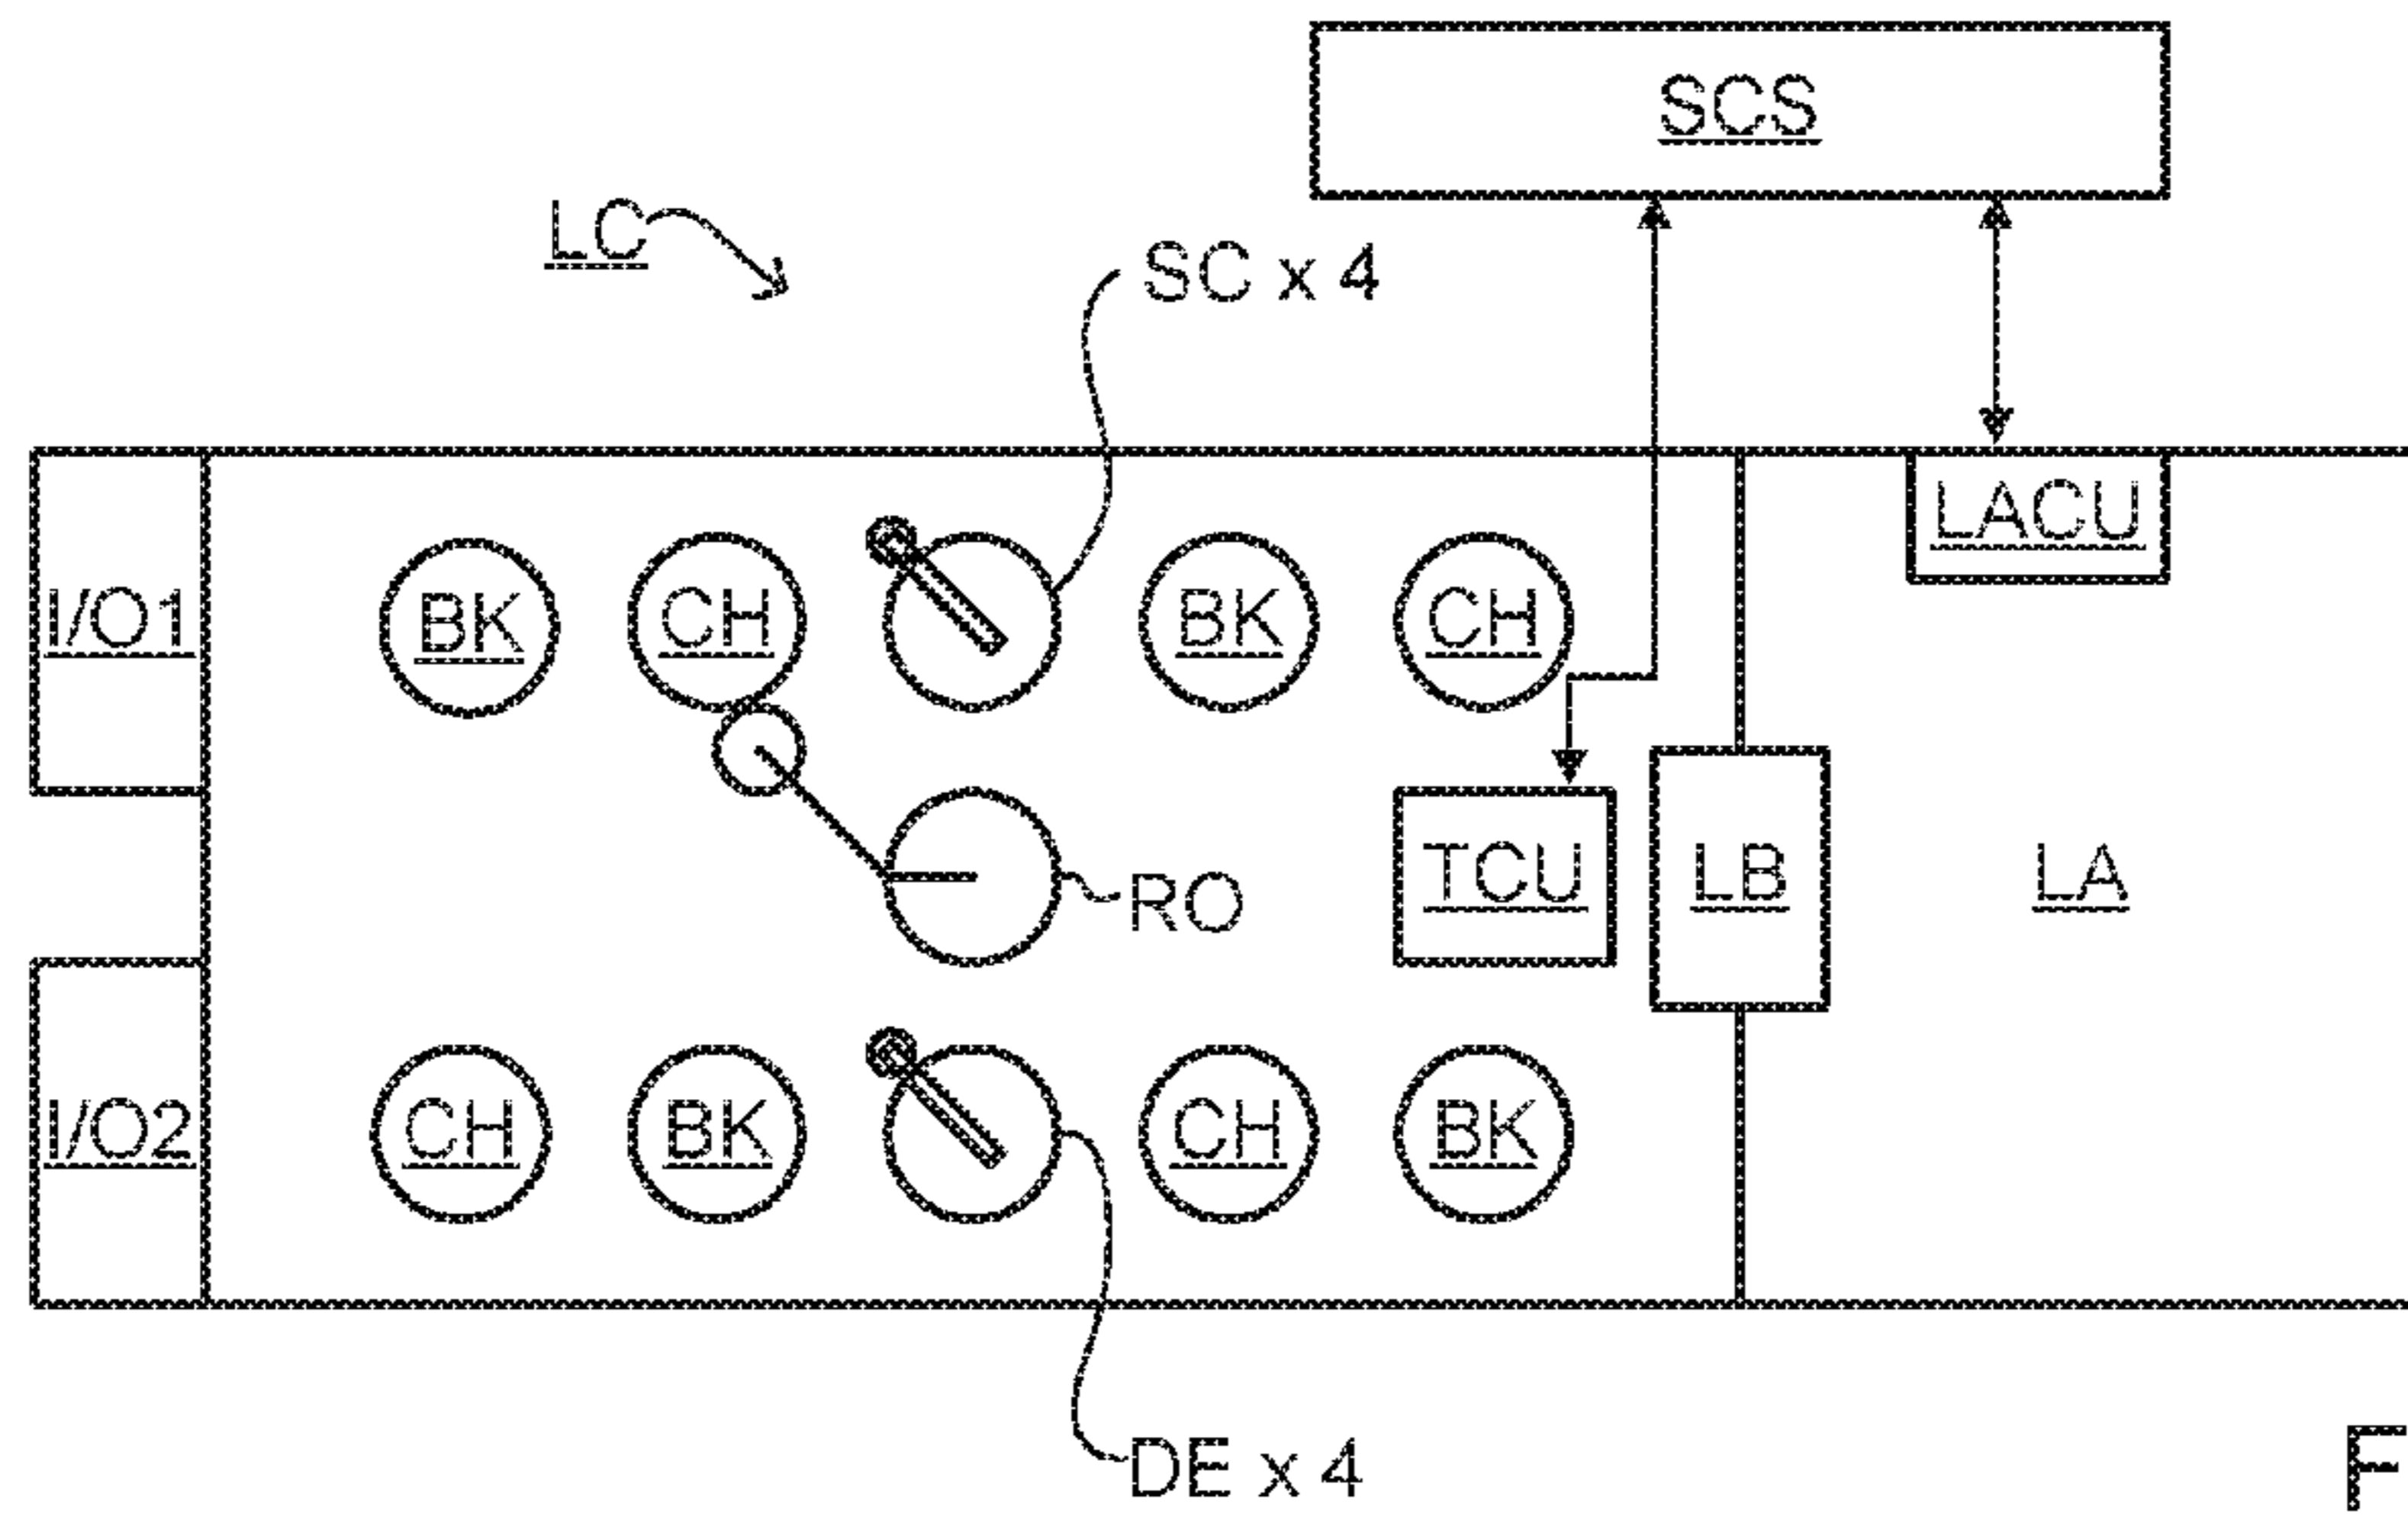 SCS
LC
SC x 4
LACU
I/O1
BK
CH
BK
CH
TCU
LB
LA
RO
I/O2
CH
BK
CH
BK
DE x 4
F